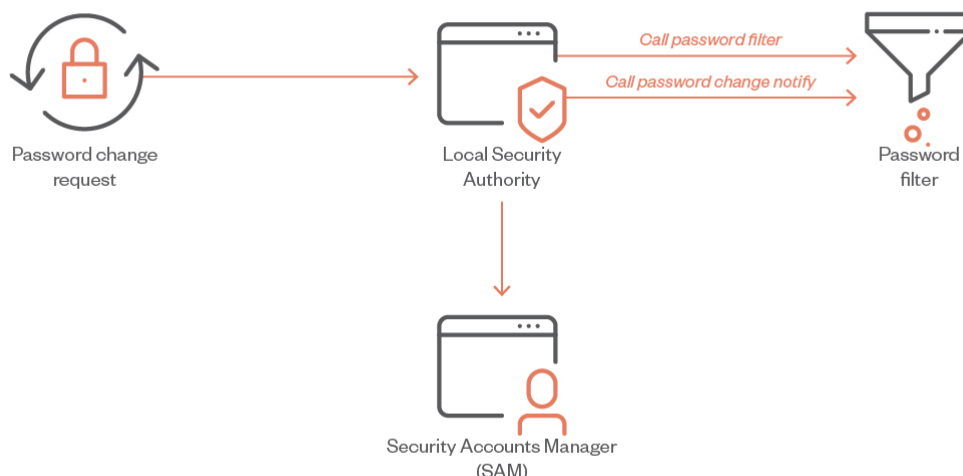 Call password filter
Call password change notify
Password change
request
Local Security
Authority
Password
filter
Security Accounts Manager
(SAM)